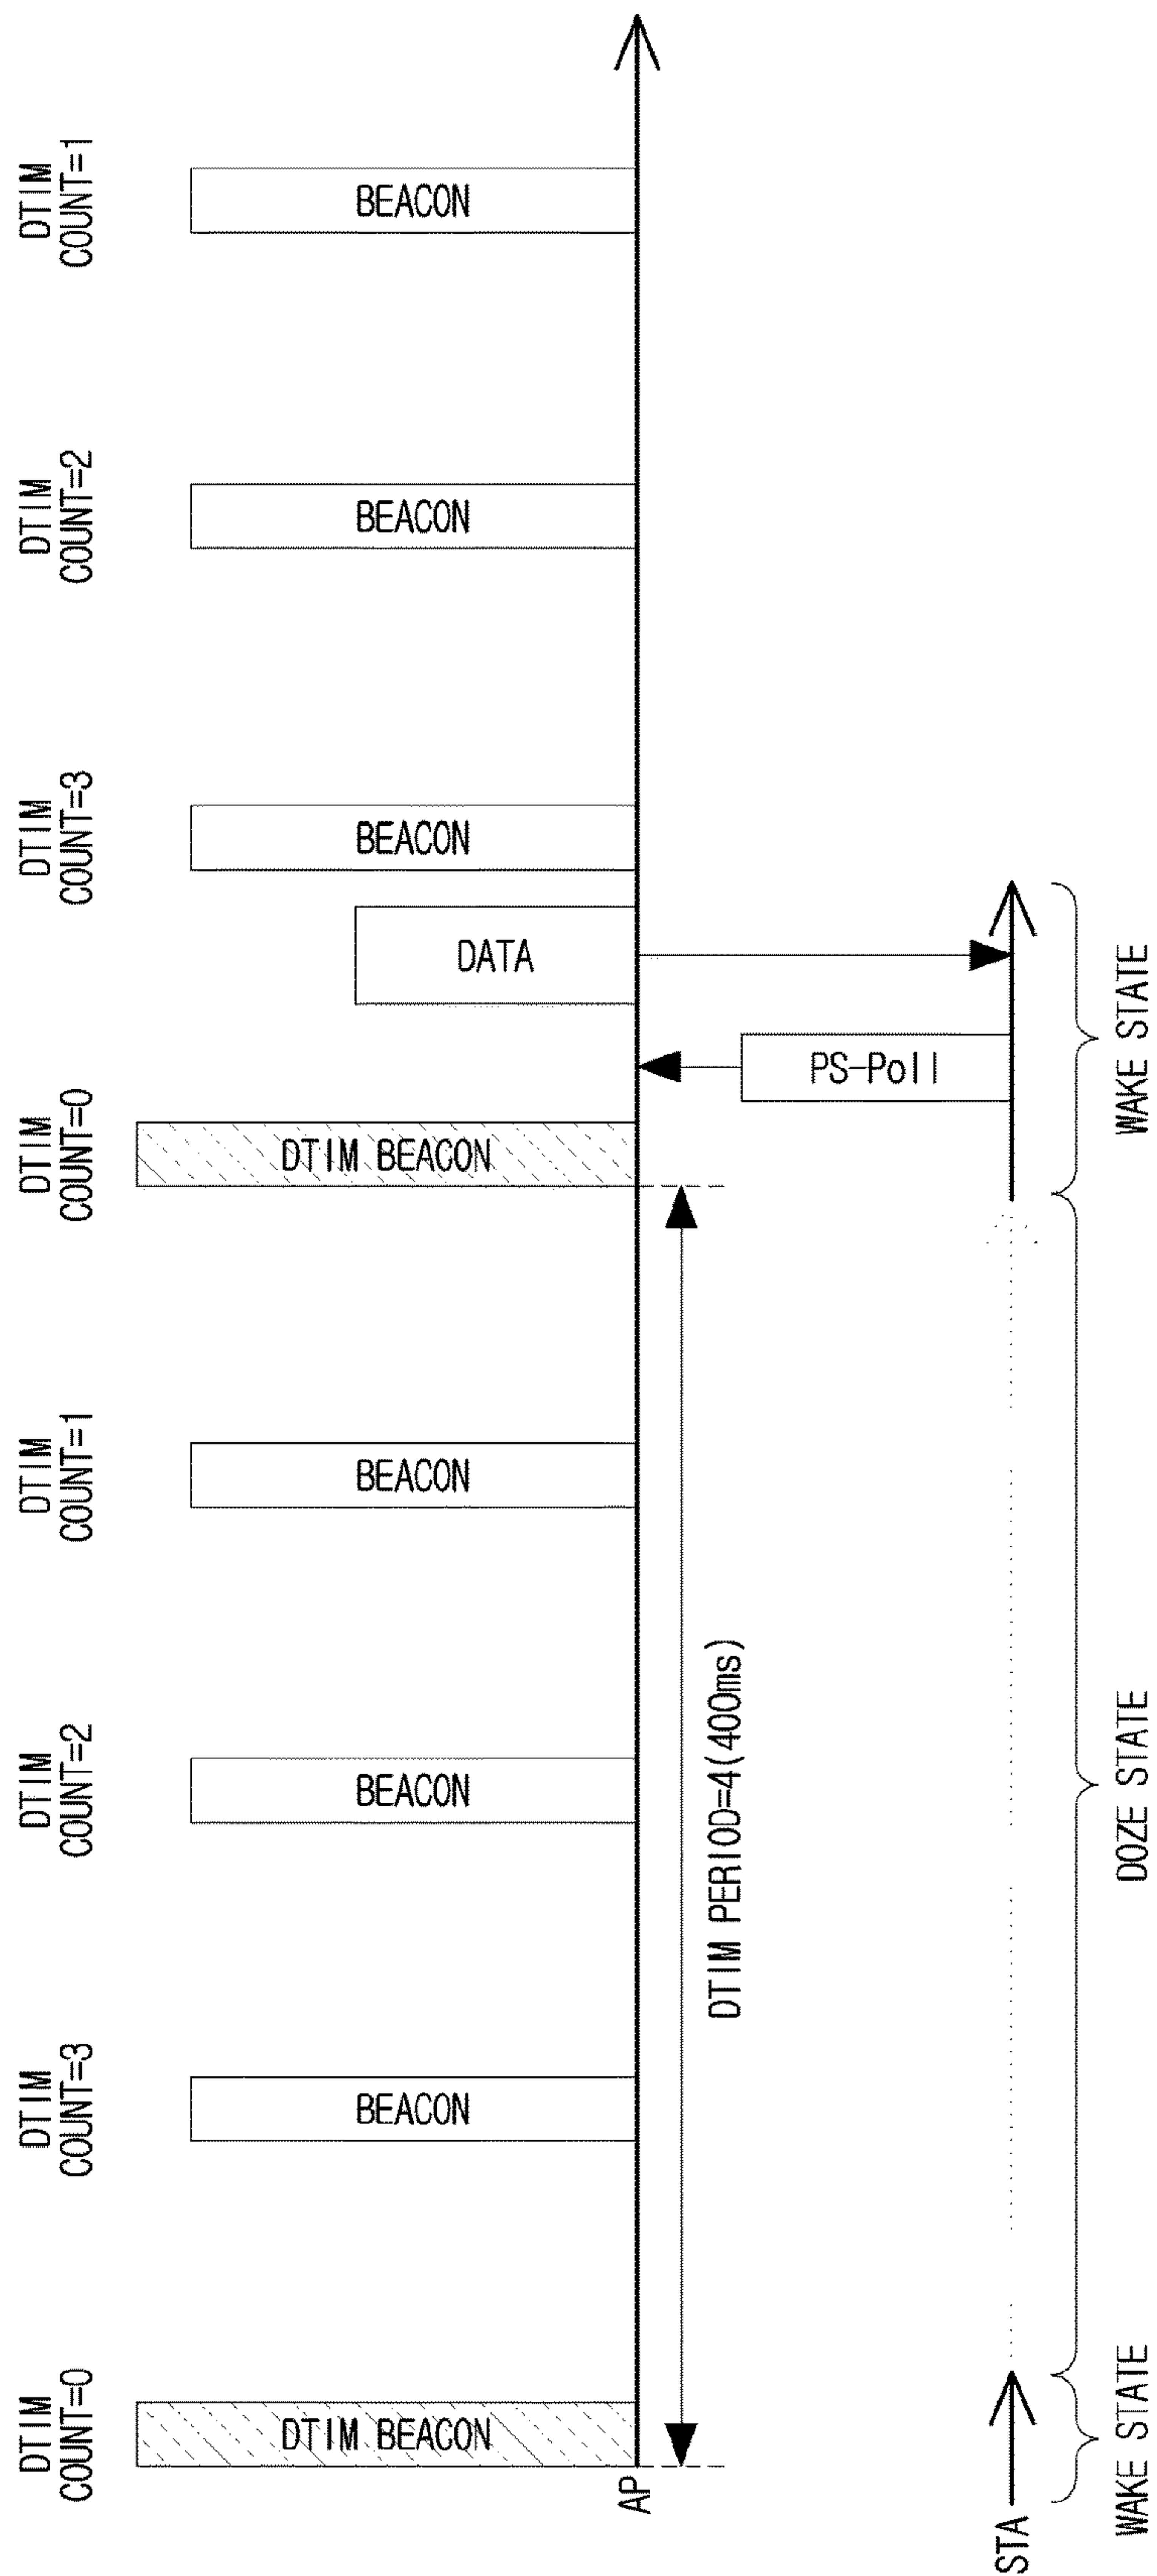 DTIM
COUNT=0
DTIM
COUNT=3
DTIM
COUNT=2
DTIM
COUNT=1
DTIM
COUNT=0
DTIM
COUNT=3
DTIM
COUNT=2
DTIM
COUNT=1
DTIM BEACON
BEACON
BEACON
BEACON
DTIM BEACON
DATA
BEACON
BEACON
BEACON
AP
DTIM PERIOD=4(400ms)
PS-Poll
STA
WAKE STATE
DOZE STATE
WAKE STATE